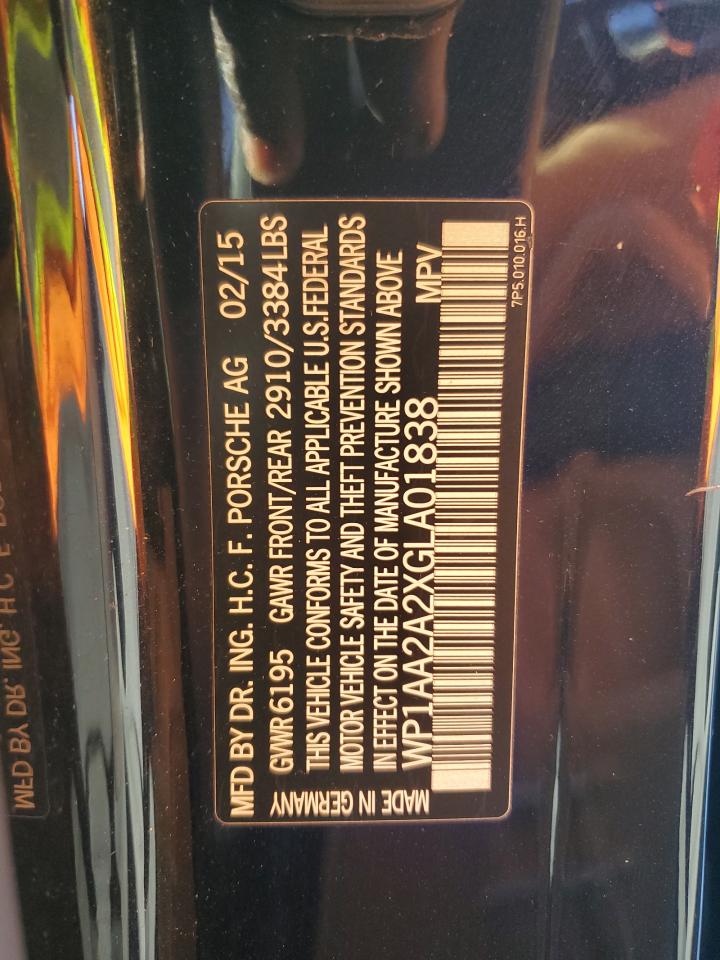 MFD BY DR. ING. H.C. F. PORSCHE AG 02/15
GVWR 6195 GAWR FRONT/REAR 2910/3384 LBS
THIS VEHICLE CONFORMS TO ALL APPLICABLE U.S. FEDERAL
MOTOR VEHICLE SAFETY AND THEFT PREVENTION STANDARDS
IN EFFECT ON THE DATE OF MANUFACTURE SHOWN ABOVE
WP1AA2A2XGLA01838 MPV
MADE IN GERMANY
7P5.010.016.H